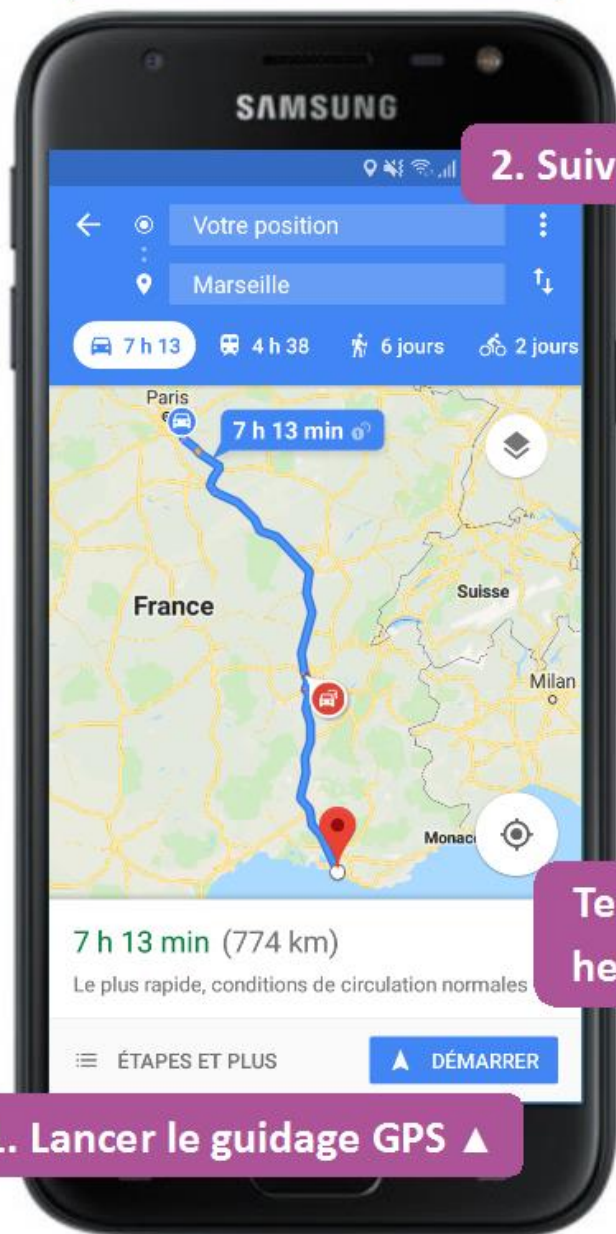 SAMSUNG
2. Suiv
Votre position
Marseille
7 h 13
4 h 38
6 jours
2 jours
Paris
7 h 13 min
France
Suisse
Milan
Monac
Te
he
7 h 13 min (774 km)
Le plus rapide, conditions de circulation normales
ÉTAPES ET PLUS
DÉMARRER
. Lancer le guidage GPS ▲